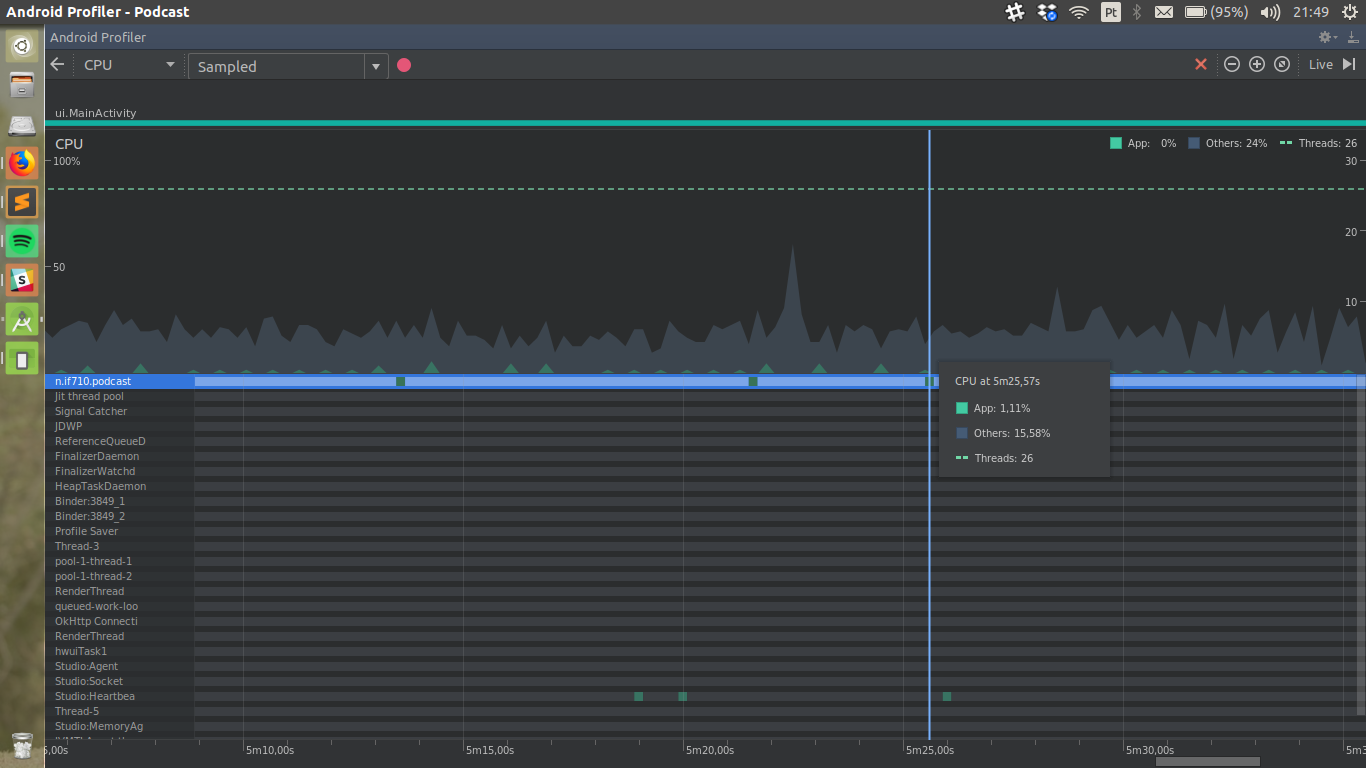 Android Profiler - Podcast
Pt (95%) 21:49
Android Profiler
CPU Sampled Live
ui.MainActivity
CPU App: 0% Others: 24% Threads: 26
100% 30
20
50
10
n.if710.podcast
Jit thread pool
Signal Catcher
JDWP
ReferenceQueueD
FinalizerDaemon
FinalizerWatchd
HeapTaskDaemon
Binder:3849_1
Binder:3849_2
Profile Saver
Thread-3
pool-1-thread-1
pool-1-thread-2
RenderThread
queued-work-loo
OkHttp Connecti
RenderThread
hwuiTask1
Studio:Agent
Studio:Socket
Studio:Heartbea
Thread-5
Studio:MemoryAg
CPU at 5m25,57s
App: 1,11%
Others: 15,58%
Threads: 26
5,00s 5m10,00s 5m15,00s 5m20,00s 5m25,00s 5m30,00s 5m3